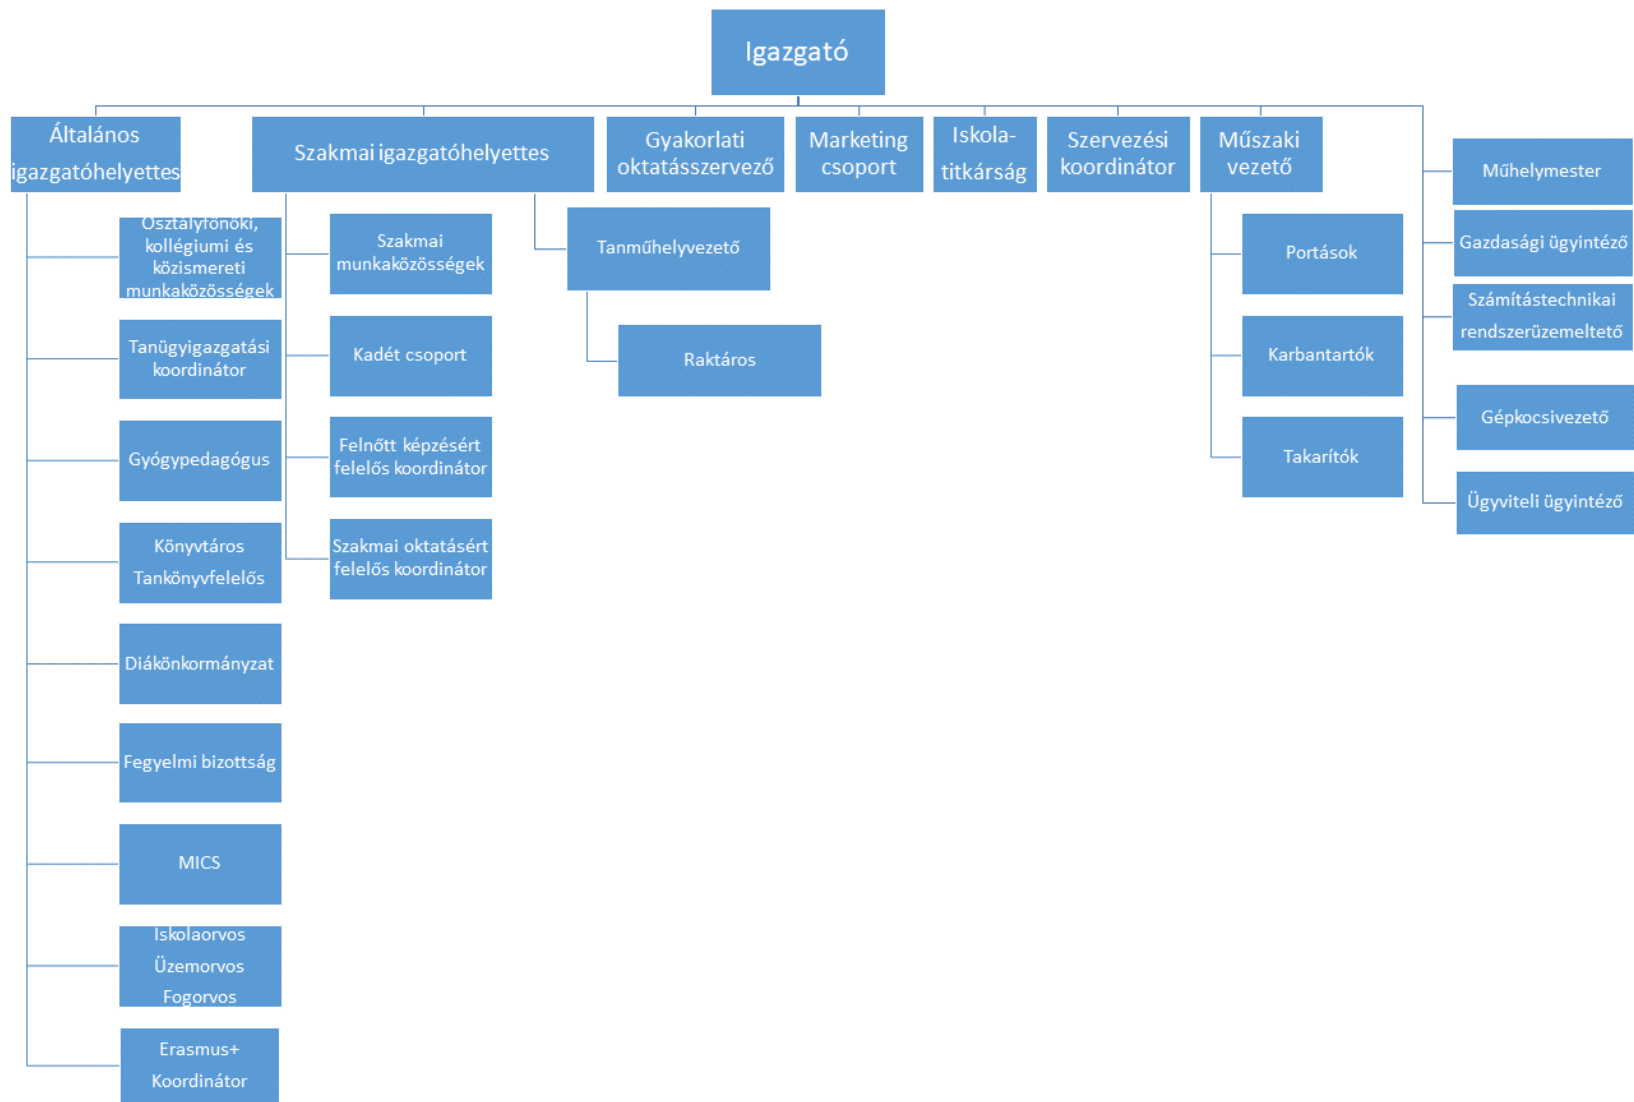 Igazgató
Általános
igazgatóhelyettes
Szakmai igazgatóhelyettes
Gyakorlati
oktatásszervező
Marketing
csoport
Iskola-
titkárság
Szervezési
koordinátor
Műszaki
vezető
Osztályfőnöki,
kollégiumi és
közismereti
munkaközösségek
Tanügyigazgatási
koordinátor
Gyógypedagógus
Könyvtáros
Tankönyvfelelős
Diákönkormányzat
Fegyelmi bizottság
MICS
Iskolaorvos
Üzemorvos
Fogorvos
Erasmus+
Koordinátor
Szakmai
munkaközösségek
Kadét csoport
Felnőtt képzésért
felelős koordinátor
Szakmai oktatásért
felelős koordinátor
Tanműhelyvezető
Raktáros
Portások
Karbantartók
Takarítók
Műhelymester
Gazdasági ügyintéző
Számítástechnikai
rendszerüzemeltető
Gépkocsivezető
Ügyviteli ügyintéző